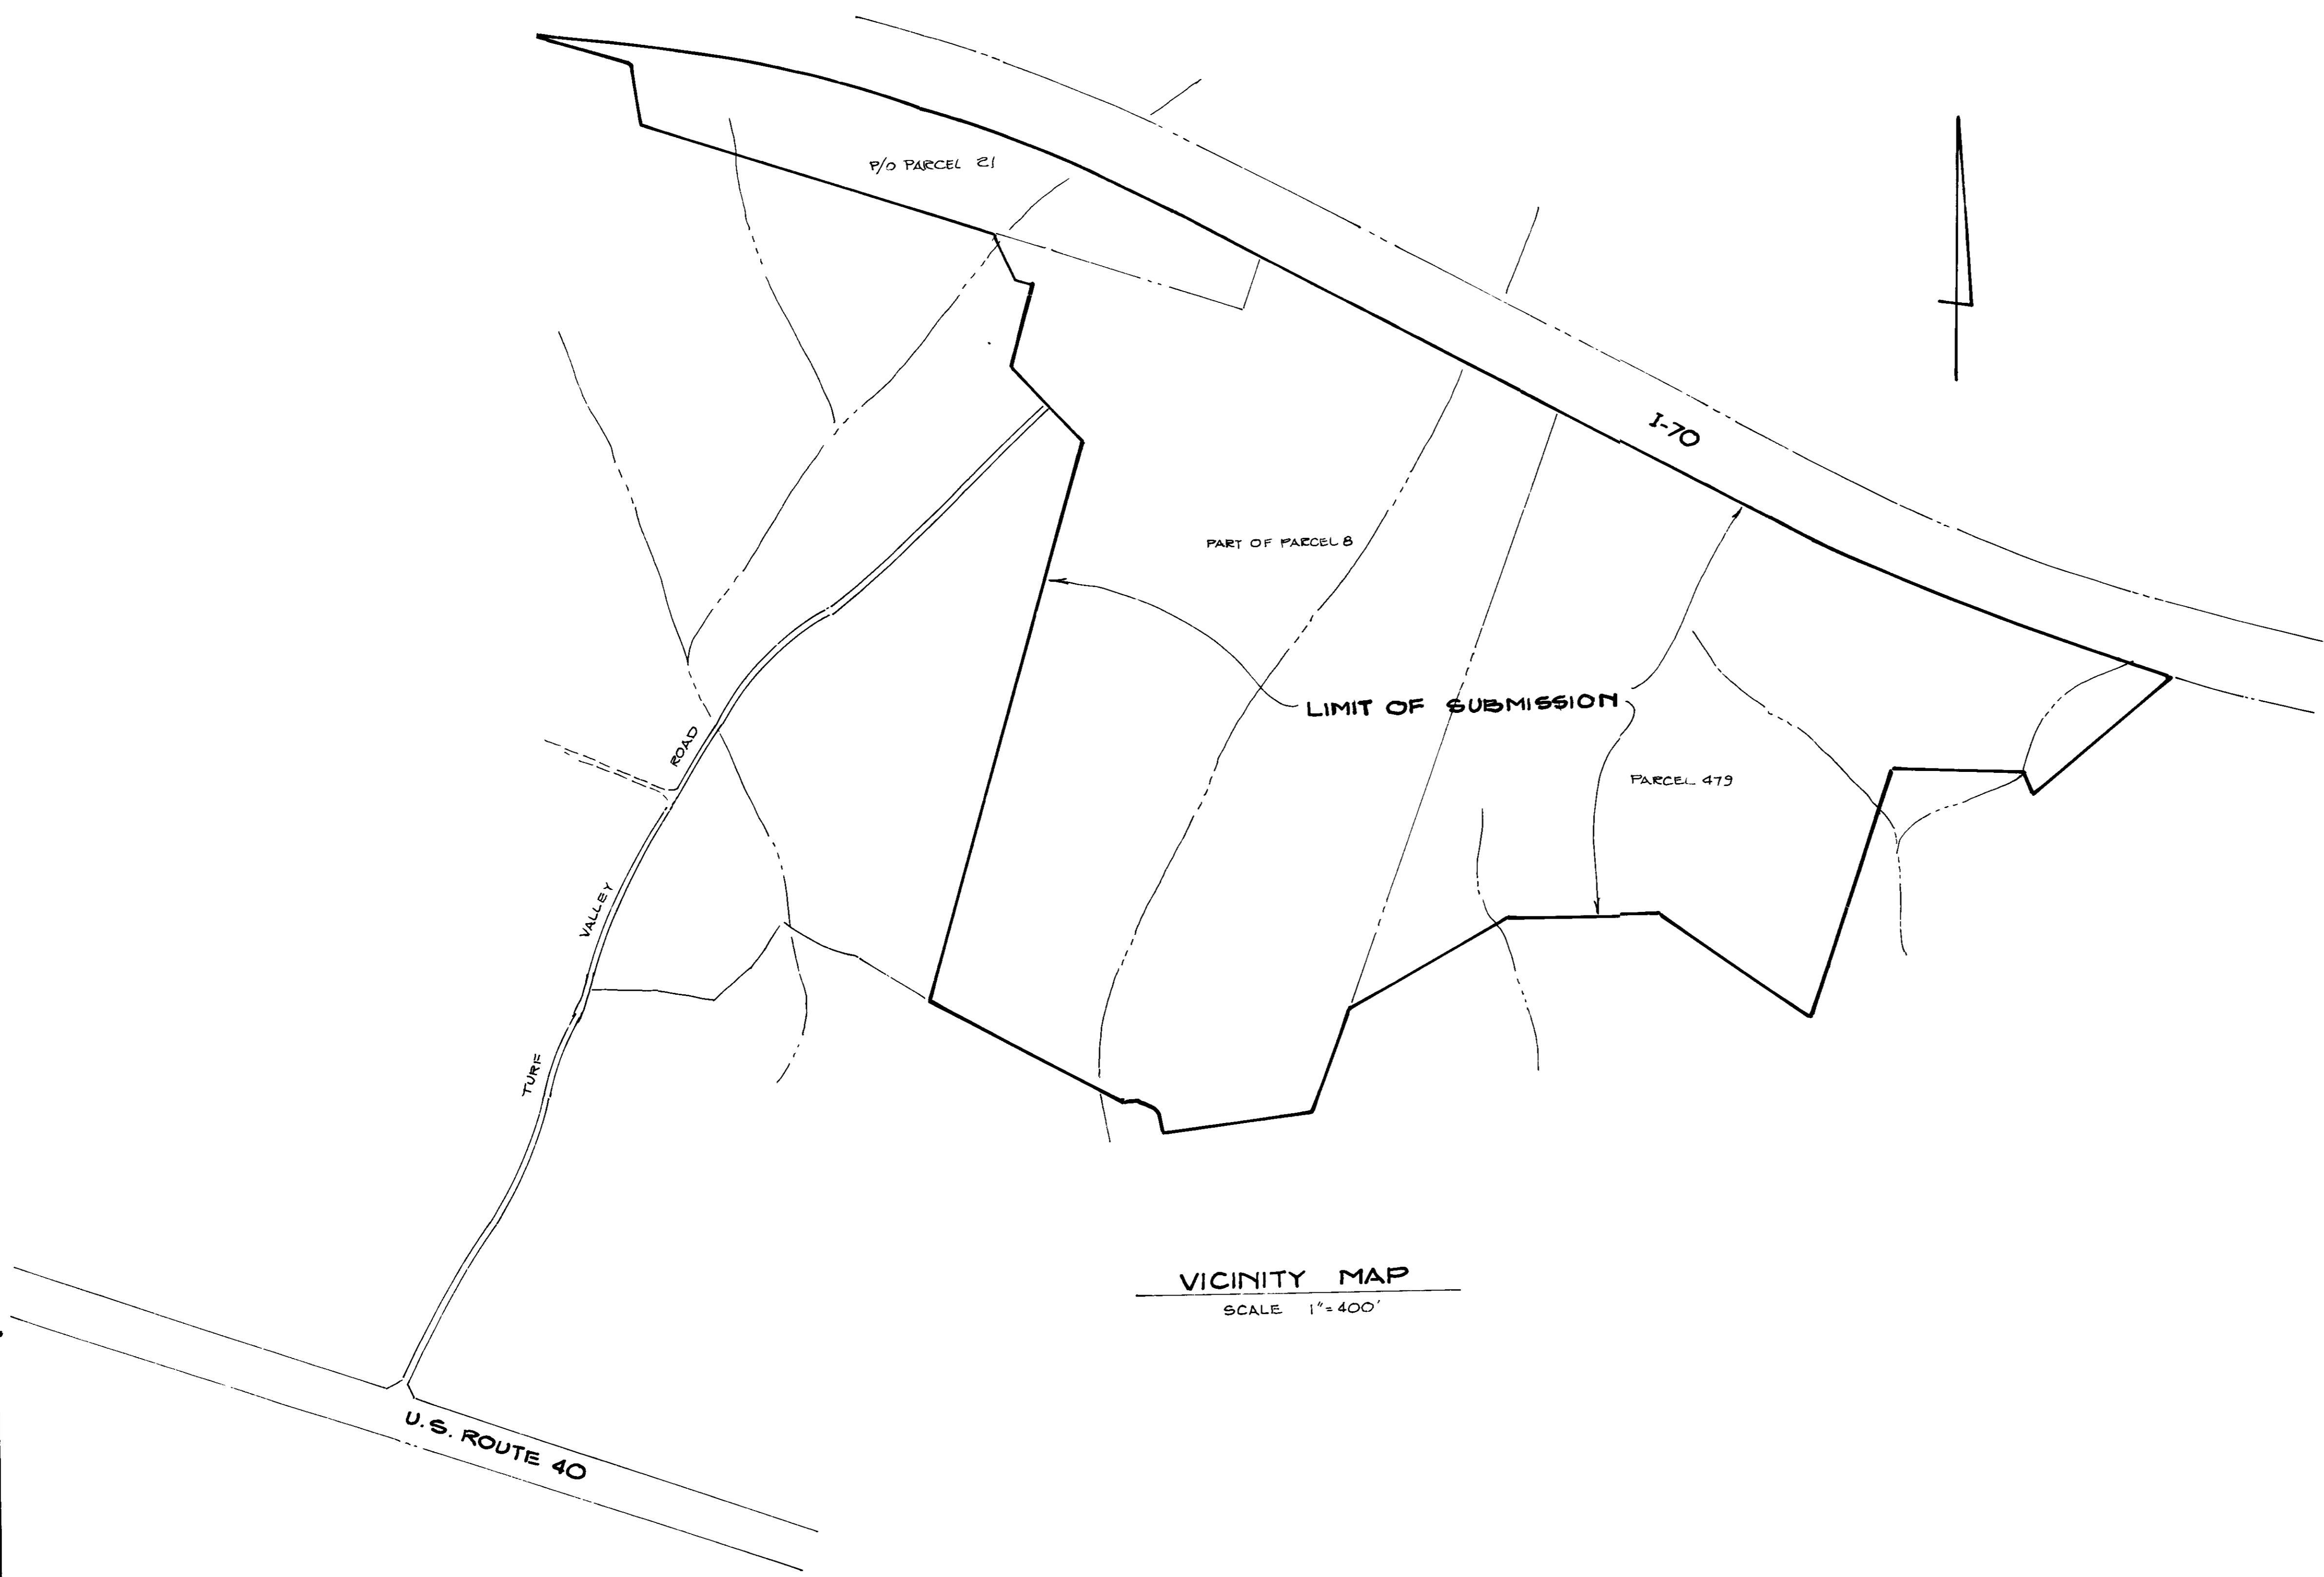 P/O PARCEL 21
I-70
PART OF PARCEL 8
LIMIT OF SUBMISSION
PARCEL 479
TURF VALLEY ROAD
VICINITY MAP
SCALE 1"=400'
U.S. ROUTE 40